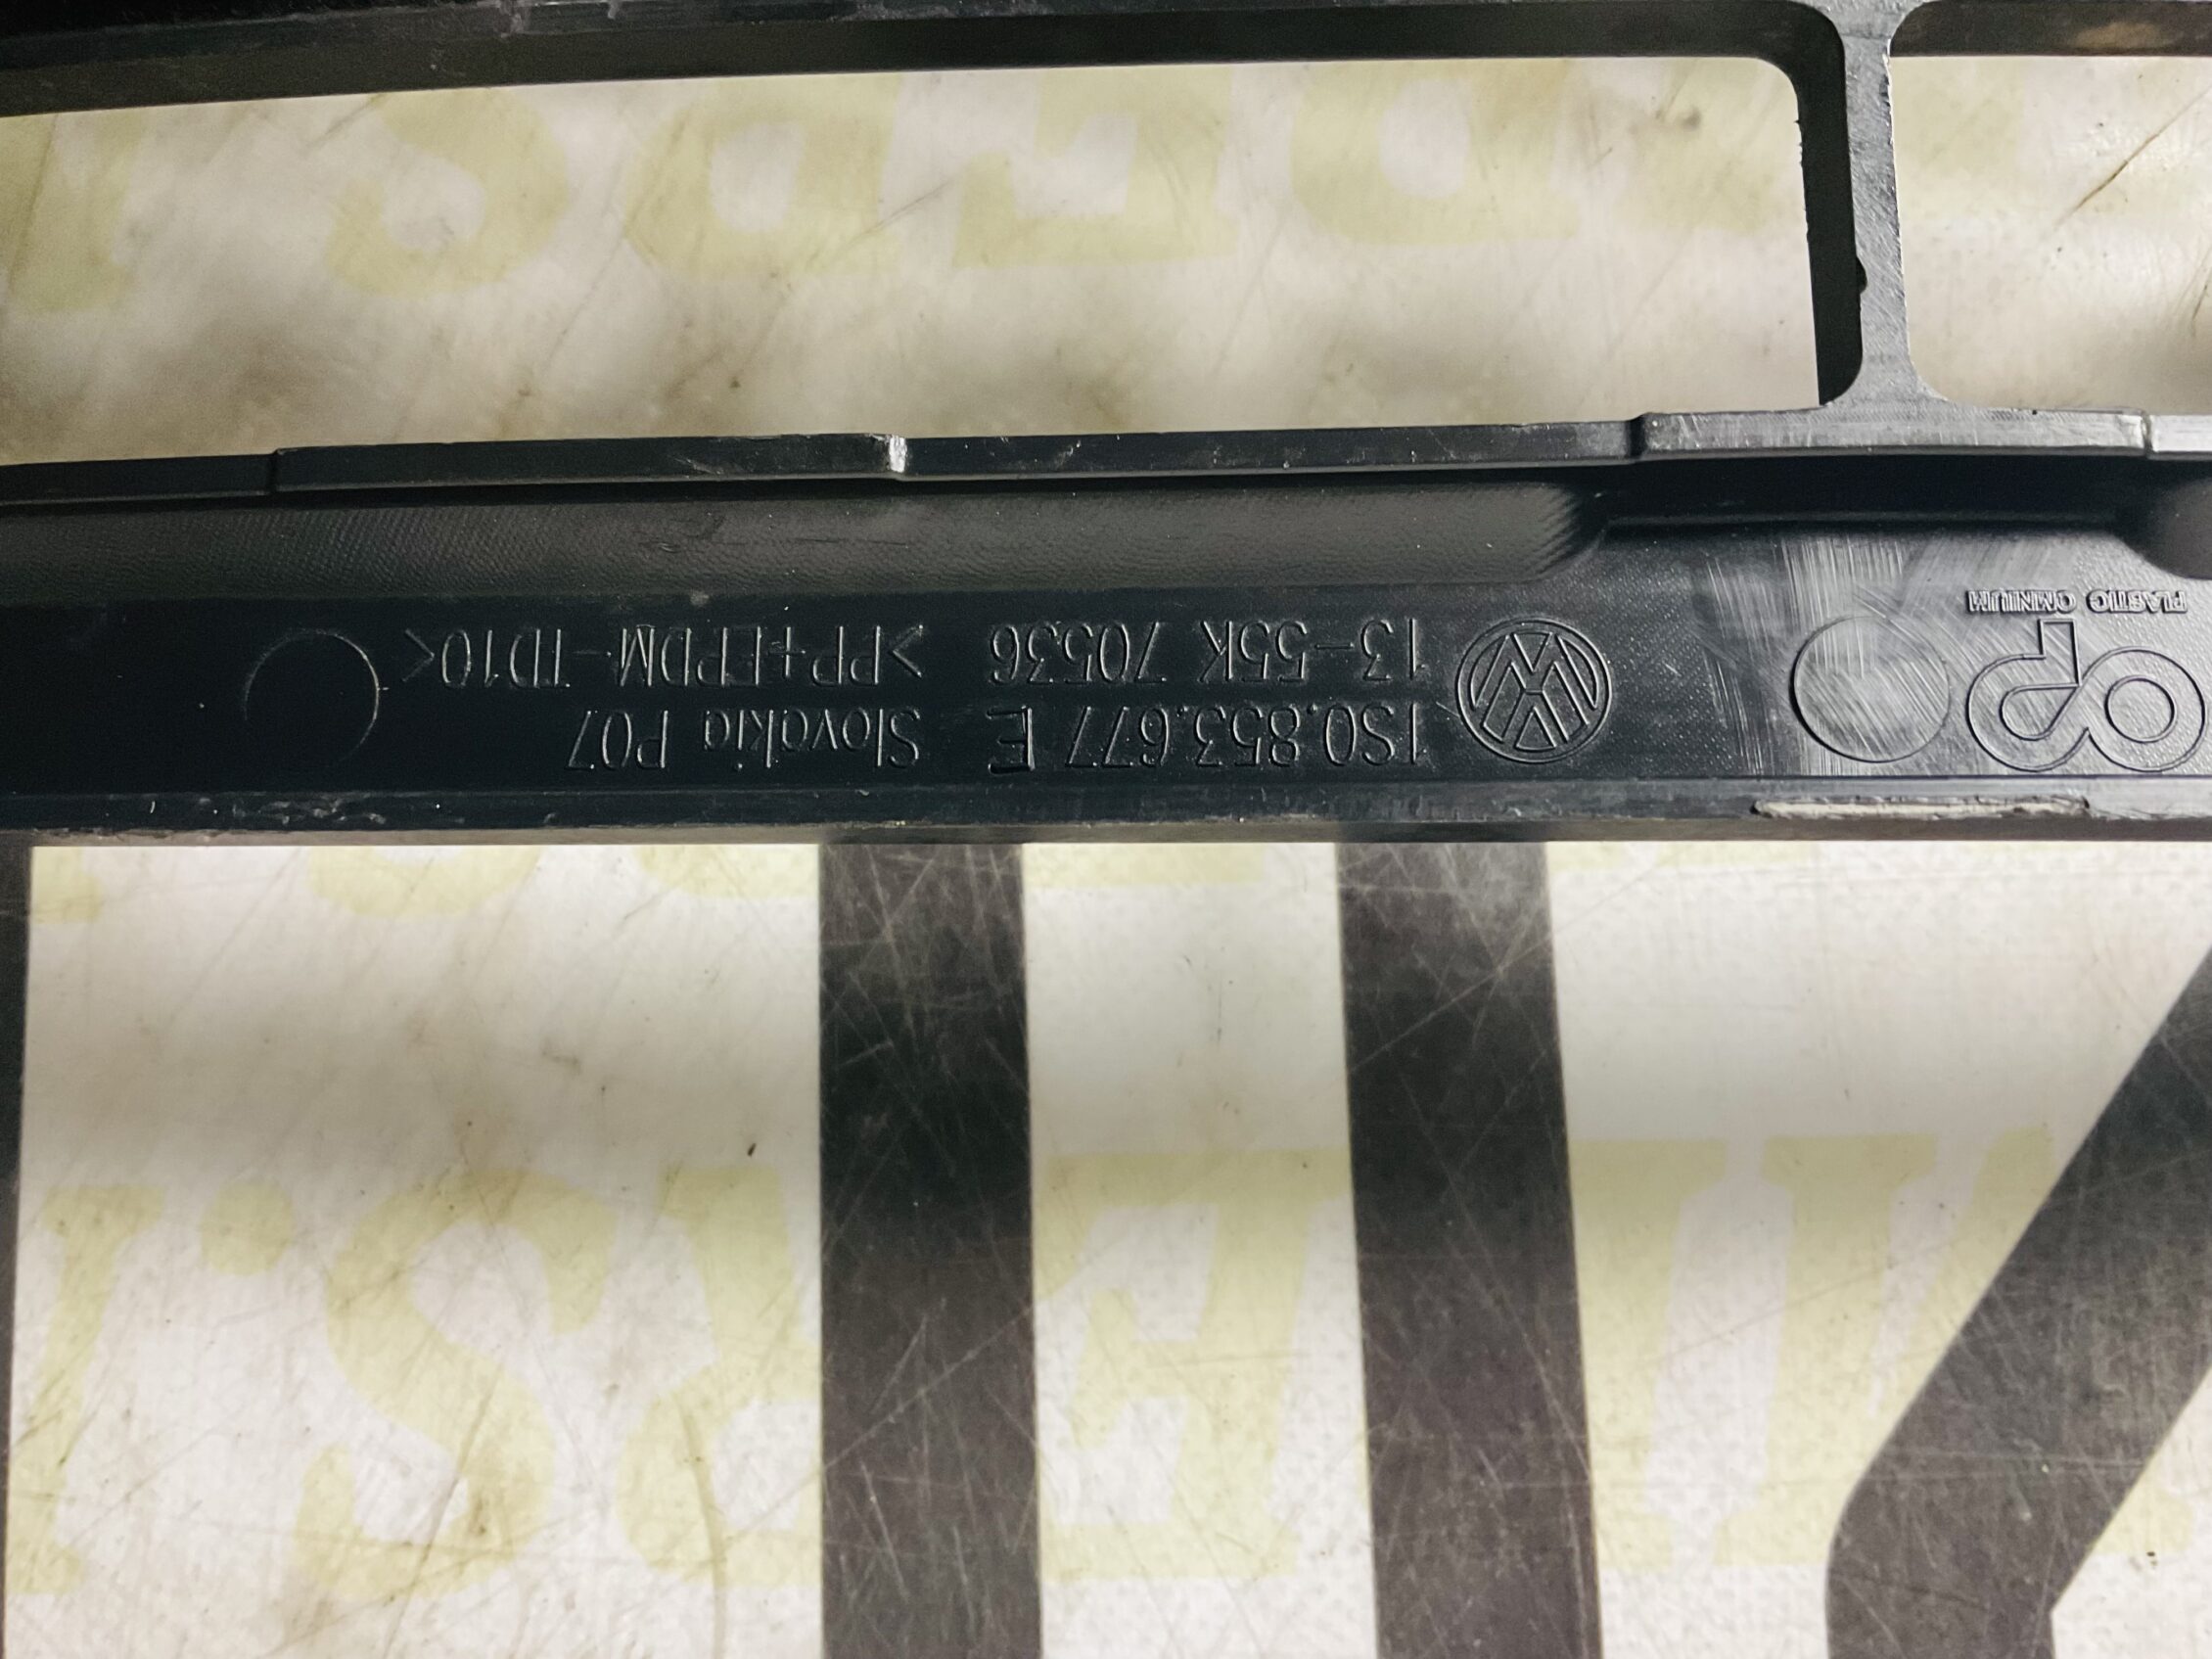 PLASTIC OMNIUM
1S0.853.677 E Slovakia P07
13-55K 70536 >PP+EPDM-TD10<